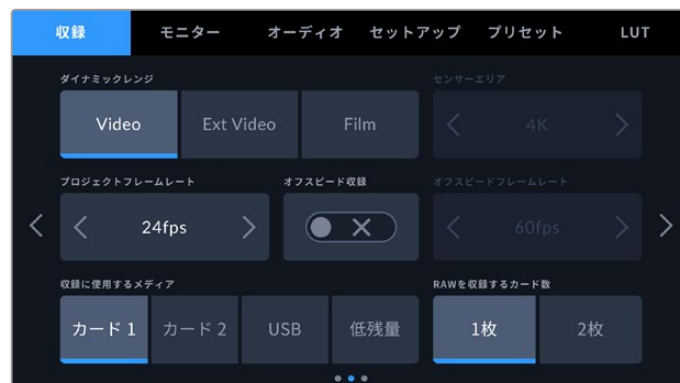 収録 モニター オーディオ セットアップ プリセット LUT
ダイナミックレンジ センサーエリア
Video Ext Video Film 4K
プロジェクトフレームレート オフスピード収録 オフスピードフレームレート
24fps 60fps
収録に使用するメディア RAWを収録するカード数
カード 1 カード 2 USB 低残量 1枚 2枚